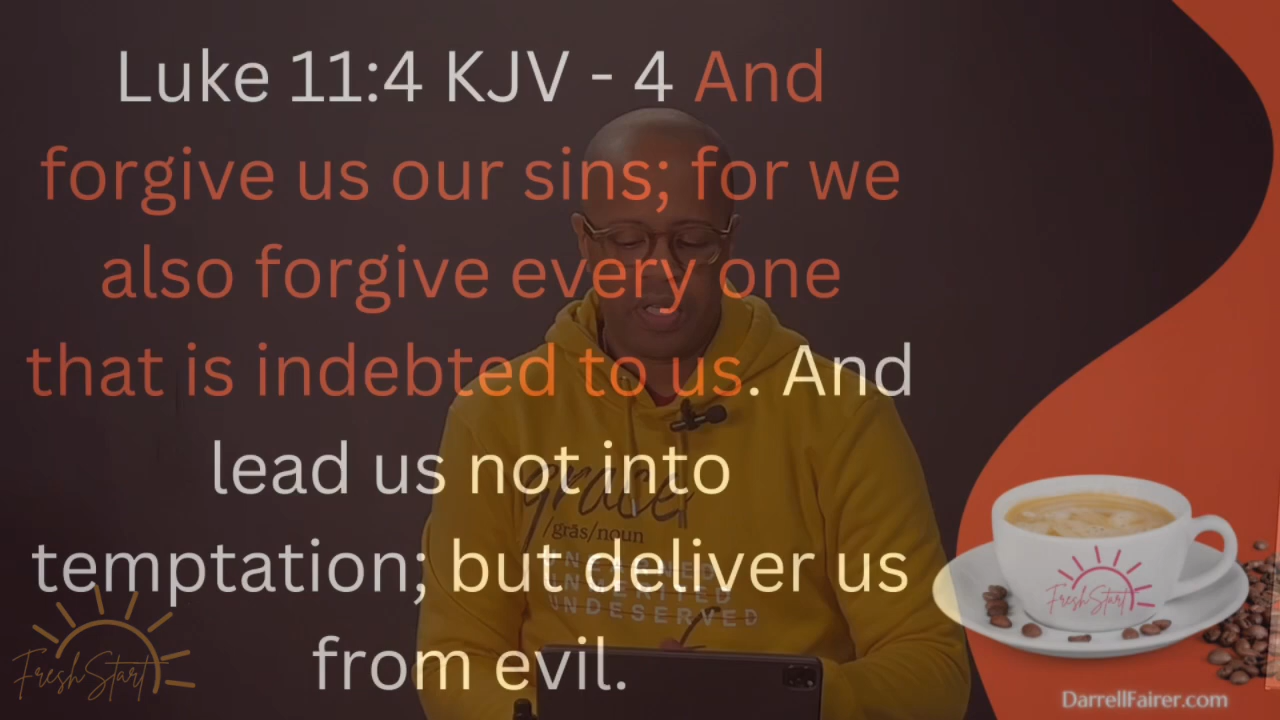 Luke 11:4 KJV - 4 And
forgive us our sins; for we
also forgive every one
that is indebted to us. And
lead us not into
temptation; but deliver us
from evil.
grace
/grās/noun
UNEARNED
UNMERITED
UNDESERVED
Fresh Start
Fresh Start
DarrellFairer.com